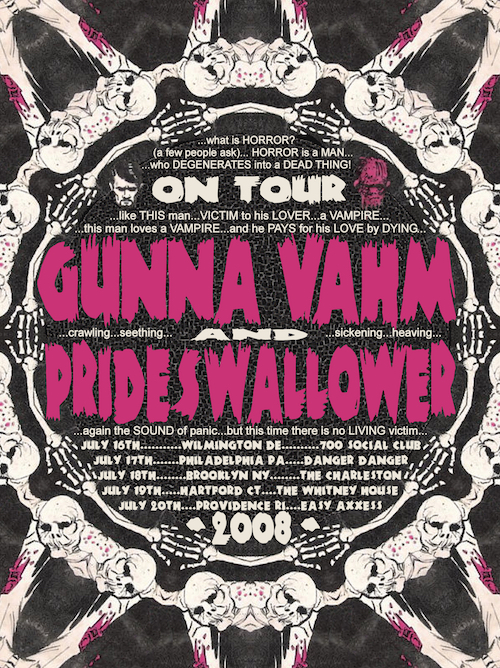 ...what is HORROR?
(a few people ask)... HORROR is a MAN...
...who DEGENERATES into a DEAD THING!
ON TOUR
...like THIS man...VICTIM to his LOVER...a VAMPIRE...
...this man loves a VAMPIRE...and he PAYS for his LOVE by DYING...
GUNNA VAHM
...crawling...seething... AND ...sickening...heaving...
PRIDESWALLOWER
...again the SOUND of panic...but this time there is no LIVING victim...
JULY 16TH..........WILMINGTON DE..........700 SOCIAL CLUB
JULY 17TH.......PHILADELPHIA PA.....DANGER DANGER
JULY 18TH........BROOKLYN NY........THE CHARLESTON
JULY 19TH.....HARTFORD CT....THE WHITNEY HOUSE
JULY 20TH....PROVIDENCE RI....EASY AXXESS
2008